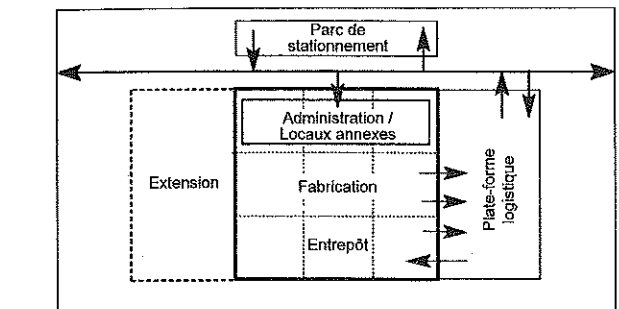 Parc de
stationnement
Administration /
Locaux annexes
Extension
Fabrication
Entrepôt
Plate-forme
logistique